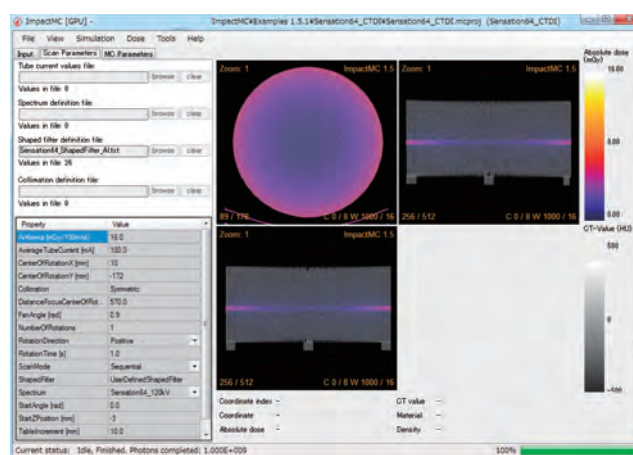 ImpactMC [GPU] - ImpactMC¥Examples 1.5.1¥Sensation64_CTDI¥Sensation64_CTDI.mcproj (Sensation64_CTDI)
File View Simulation Dose Tools Help
Input Scan Parameters MC Parameters
Tube current values file:
browse clear
Values in file: 0
Spectrum definition file:
browse clear
Values in file: 0
Shaped filter definition file:
Sensation64_ShapedFilter_Al.txt browse clear
Values in file: 26
Collimation definition file:
browse clear
Values in file: 0
Property Value
AirKerma [mGy/100mAs] 16.0
AverageTubeCurrent [mA] 100.0
CenterOfRotationX [mm] 10
CenterOfRotationY [mm] -172
Collimation Symmetric
DistanceFocusCenterOfRot... 570.0
FanAngle [rad] 0.9
NumberOfRotations 1
RotationDirection Positive
RotationTime [s] 1.0
ScanMode Sequential
ShapedFilter UserDefinedShapedFilter
Spectrum Sensation64_120kV
StartAngle [rad] 0.0
StartZPosition [mm] -3
TableIncrement [mm] 10.0
Zoom: 1 ImpactMC 1.5
89 / 176 C 0 / 8 W 1000 / 16
Zoom: 1 ImpactMC 1.5
256 / 512 C 0 / 8 W 1000 / 16
Zoom: 1 ImpactMC 1.5
256 / 512 C 0 / 8 W 1000 / 16
Absolute dose
(mGy)
16.00
8.00
0.00
CT-Value (HU)
500
0
-500
Coordinate index - CT value -
Coordinate - Material -
Absolute dose - Density -
Current status: Idle, Finished. Photons completed: 1.000E+009 100%